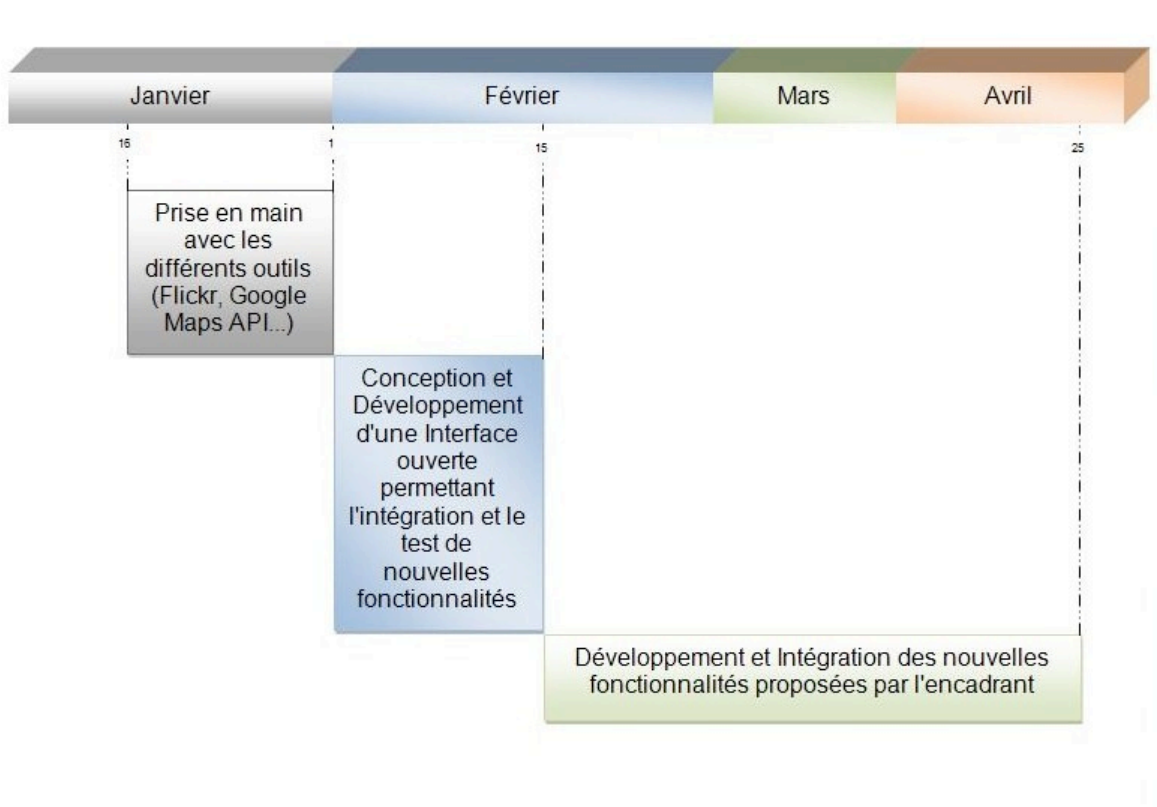 Janvier
Février
Mars
Avril
16
1
15
25
Prise en main
avec les
différents outils
(Flickr, Google
Maps API...)
Conception et
Développement
d'une Interface
ouverte
permettant
l'intégration et le
test de
nouvelles
fonctionnalités
Développement et Intégration des nouvelles
fonctionnalités proposées par l'encadrant